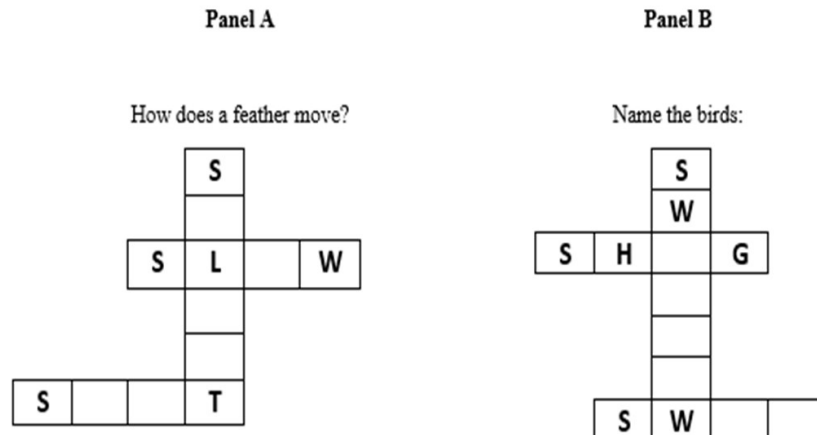 Panel A
Panel B
How does a feather move?
Name the birds:
S
S L W
S T
S
W
S H G
S W